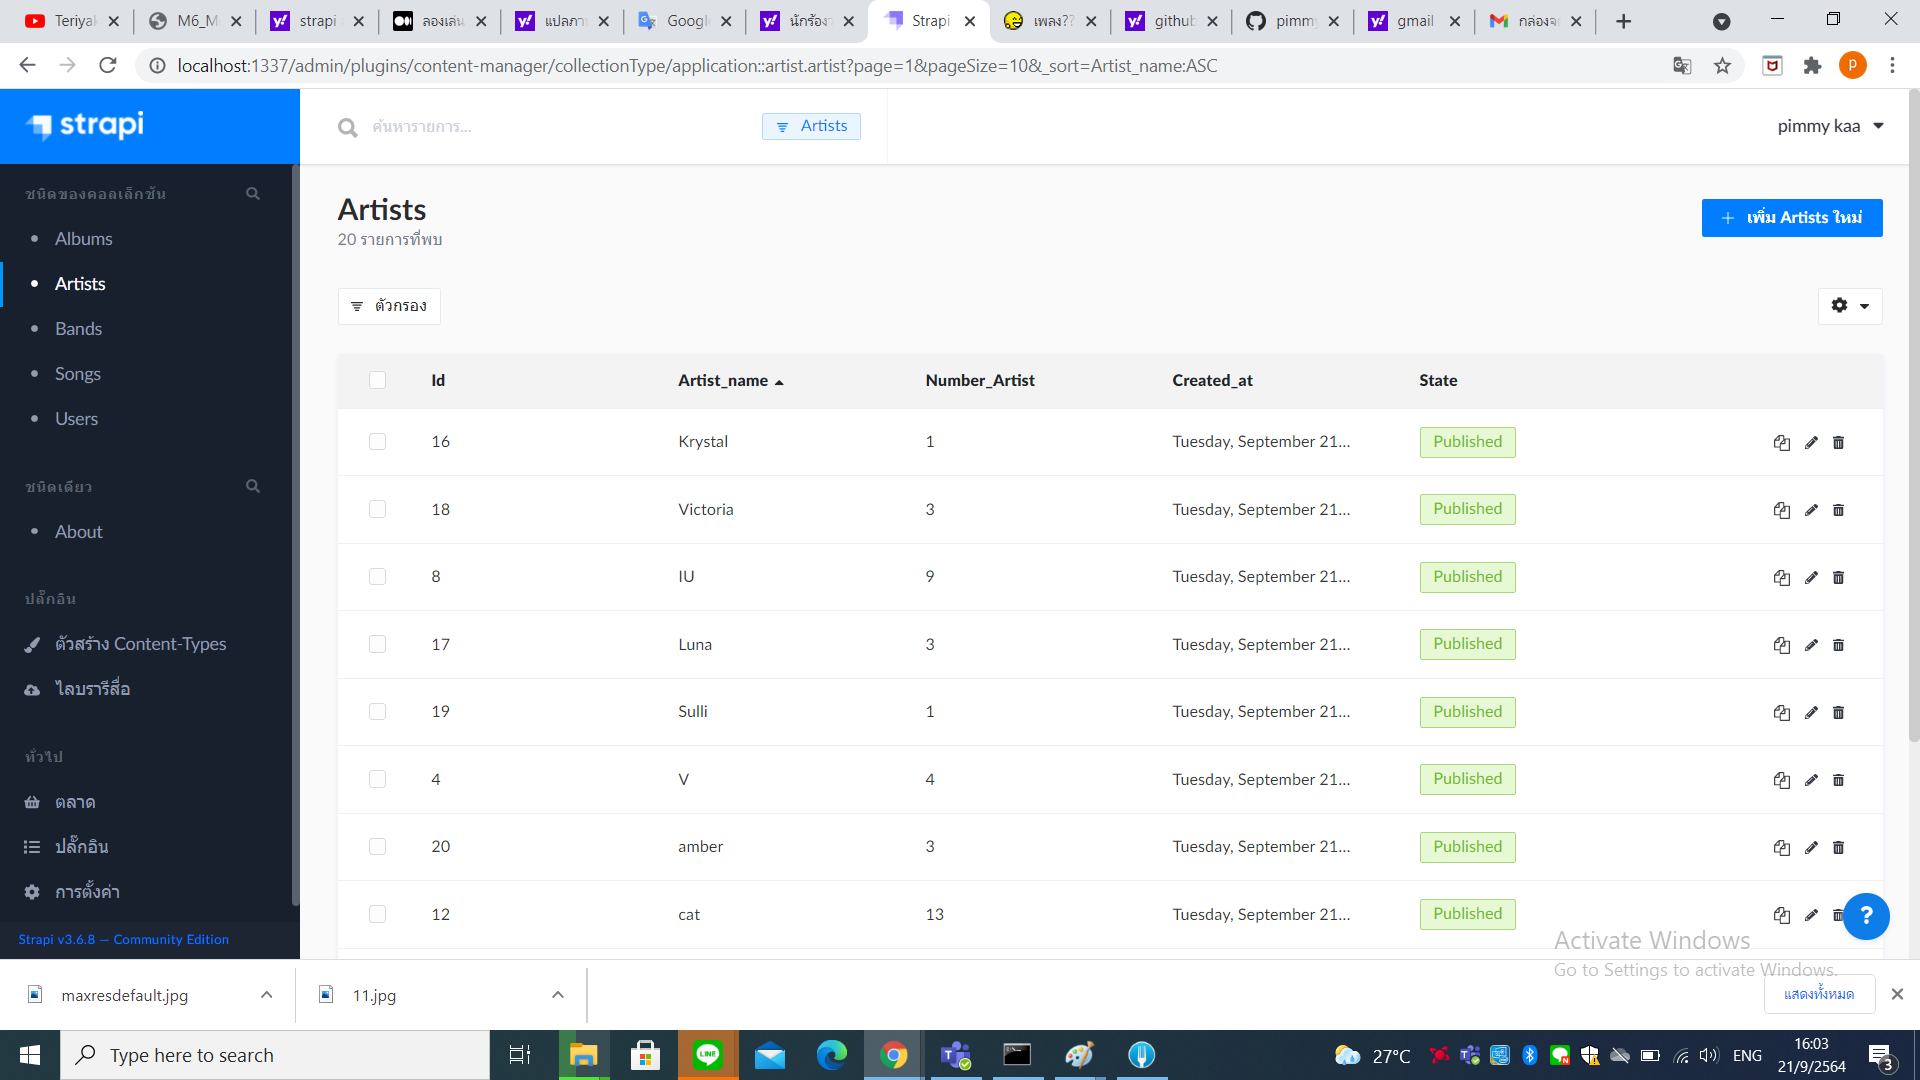 Teriyak
M6_M
strapi
ลองเล่น
แปลภา
Google
นักร้องว
Strapi
เพลง??
github
pimmy
gmail
กล่องจด
localhost:1337/admin/plugins/content-manager/collectionType/application::artist.artist?page=1&pageSize=10&_sort=Artist_name:ASC
p
strapi
ค้นหารายการ...
Artists
pimmy kaa
ชนิดของคอลเล็กชัน
Albums
Artists
Bands
Songs
Users
ชนิดเดียว
About
ปลั๊กอิน
ตัวสร้าง Content-Types
ไลบรารีสื่อ
ทั่วไป
ตลาด
ปลั๊กอิน
การตั้งค่า
Strapi v3.6.8 — Community Edition
Artists
20 รายการที่พบ
เพิ่ม Artists ใหม่
ตัวกรอง
Id Artist_name Number_Artist Created_at State
16 Krystal 1 Tuesday, September 21... Published
18 Victoria 3 Tuesday, September 21... Published
8 IU 9 Tuesday, September 21... Published
17 Luna 3 Tuesday, September 21... Published
19 Sulli 1 Tuesday, September 21... Published
4 V 4 Tuesday, September 21... Published
20 amber 3 Tuesday, September 21... Published
12 cat 13 Tuesday, September 21... Published
?
Activate Windows
Go to Settings to activate Windows.
maxresdefault.jpg
11.jpg
แสดงทั้งหมด
Type here to search
LINE
27°C
ENG
16:03
21/9/2564
3